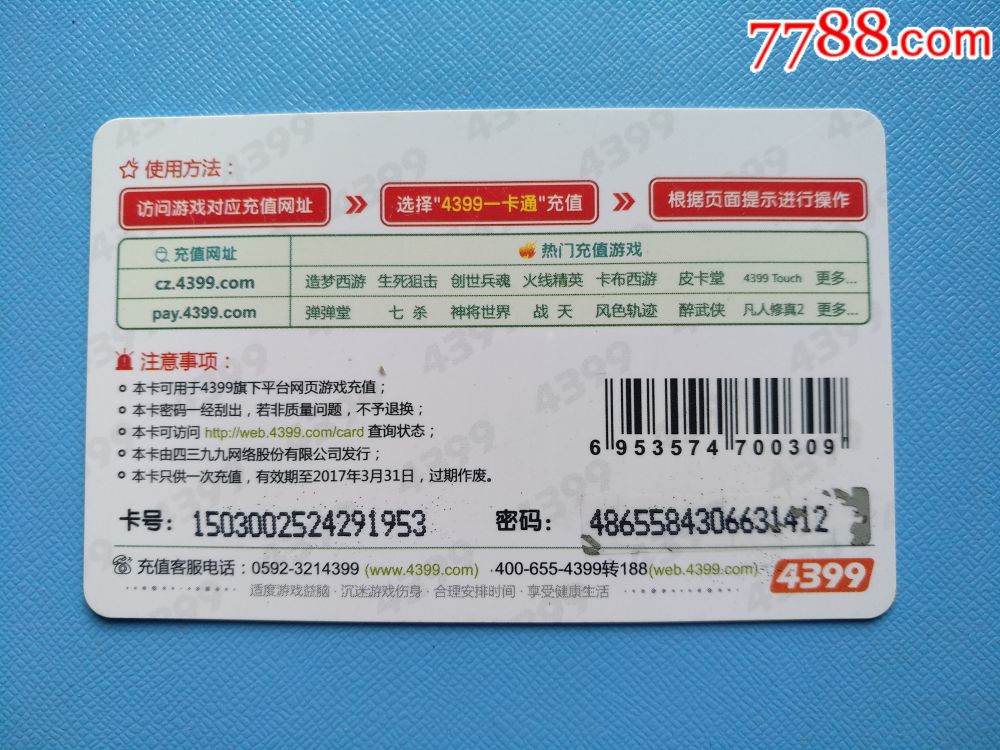 7788.com
使用方法：
访问游戏对应充值网址 » 选择"4399一卡通"充值 » 根据页面提示进行操作
充值网址 热门充值游戏
cz.4399.com 造梦西游 生死狙击 创世兵魂 火线精英 卡布西游 皮卡堂 4399 Touch 更多...
pay.4399.com 弹弹堂 七杀 神将世界 战天 风色轨迹 醉武侠 凡人修真2 更多...
注意事项：
本卡可用于4399旗下平台网页游戏充值；
本卡密码一经刮出，若非质量问题，不予退换；
本卡可访问 http://web.4399.com/card 查询状态；
本卡由四三九九网络股份有限公司发行；
本卡只供一次充值，有效期至2017年3月31日，过期作废。
6 953574 700309
卡号：1503002524291953 密码：4865584306631412
充值客服电话：0592-3214399 (www.4399.com) ·400-655-4399转188(web.4399.com)
4399
适度游戏益脑·沉迷游戏伤身·合理安排时间·享受健康生活